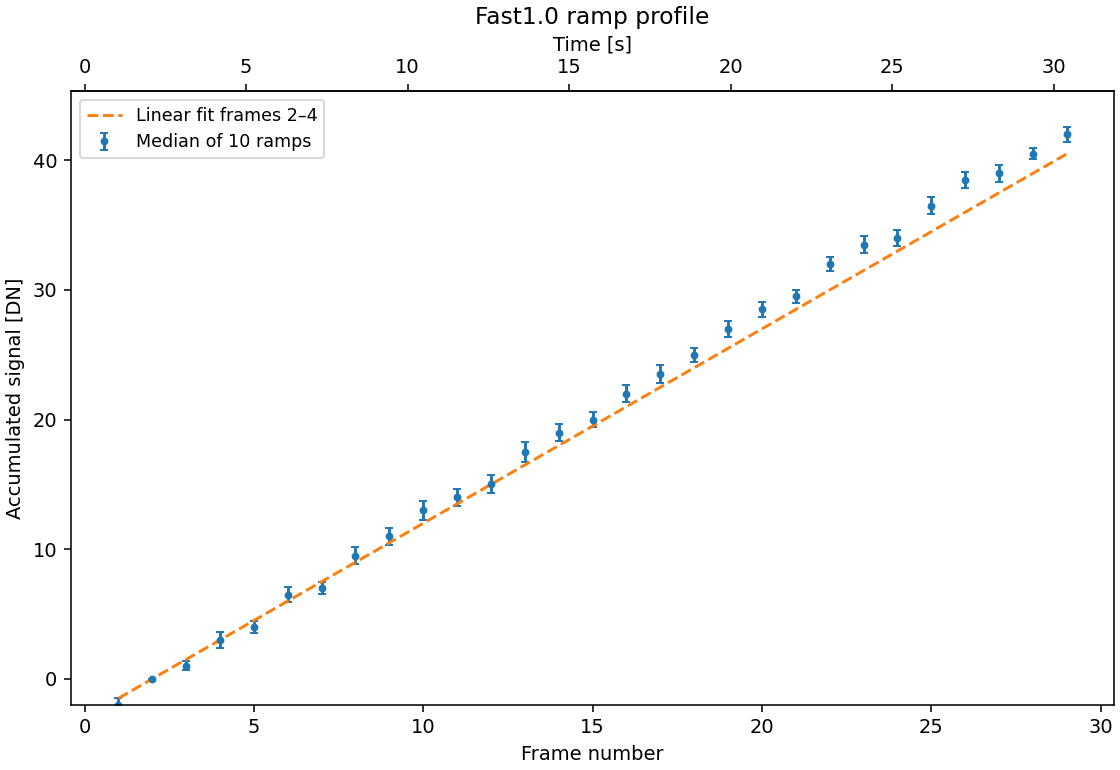 Fast1.0 ramp profile
Time [s]
0 5 10 15 20 25 30
Linear fit frames 2–4
Median of 10 ramps
Accumulated signal [DN]
40
30
20
10
0
0 5 10 15 20 25 30
Frame number